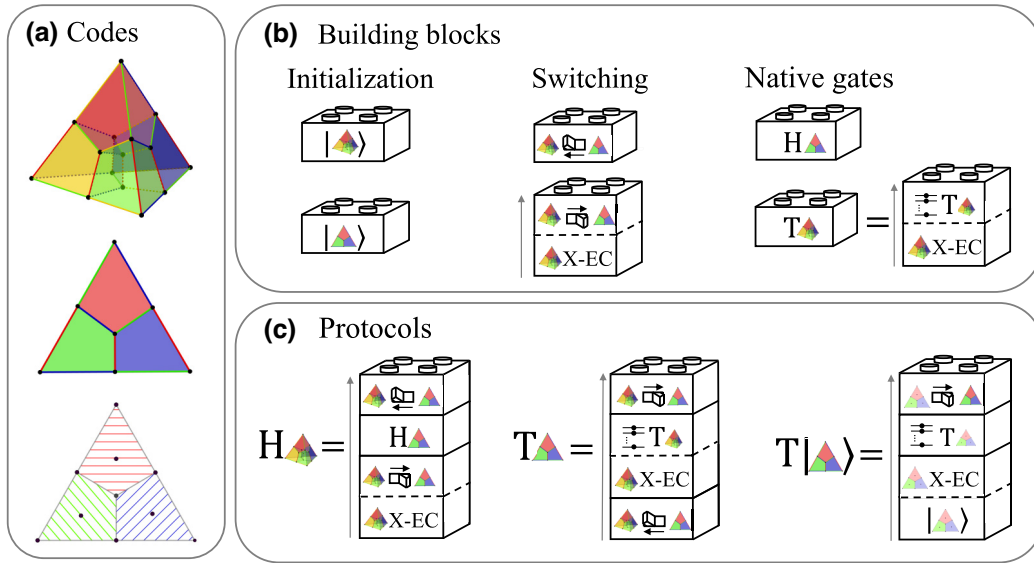 (a) Codes
(b) Building blocks
Initialization Switching Native gates
| ⟩
H
| ⟩
X-EC
T = T
X-EC
(c) Protocols
H =
H
X-EC
T =
T
X-EC
T| ⟩=
T
X-EC
| ⟩